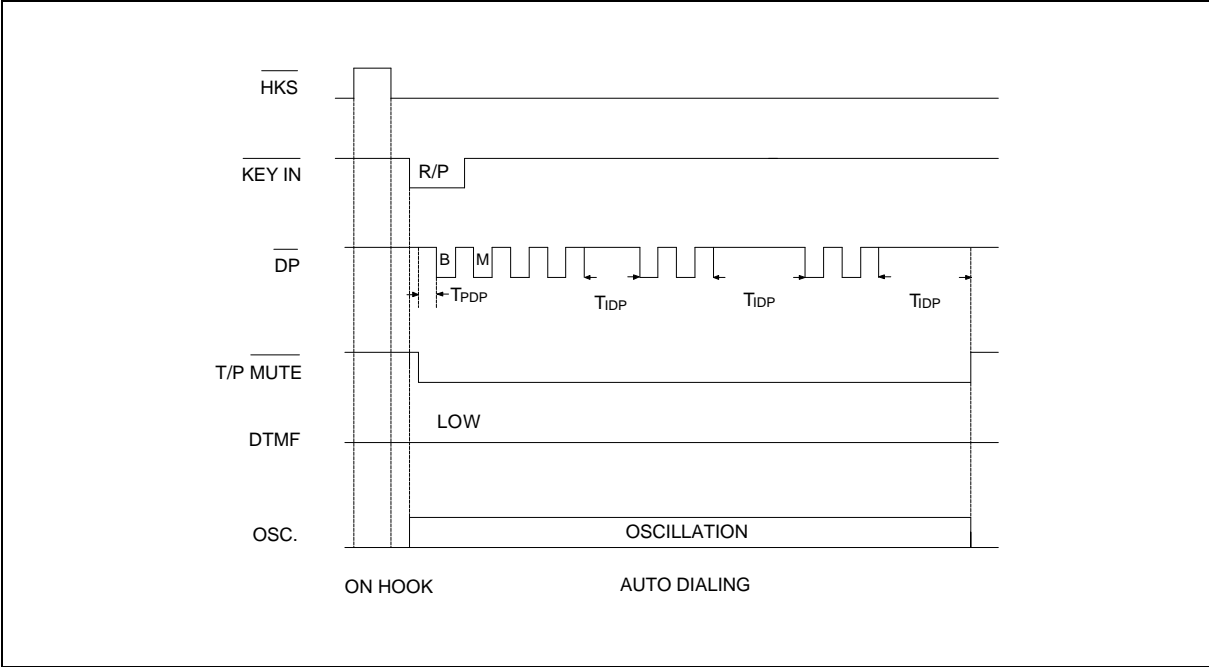 HKS
KEY IN
R/P
DP
B
M
TPDP
TIDP
TIDP
TIDP
T/P MUTE
LOW
DTMF
OSC.
OSCILLATION
ON HOOK
AUTO DIALING